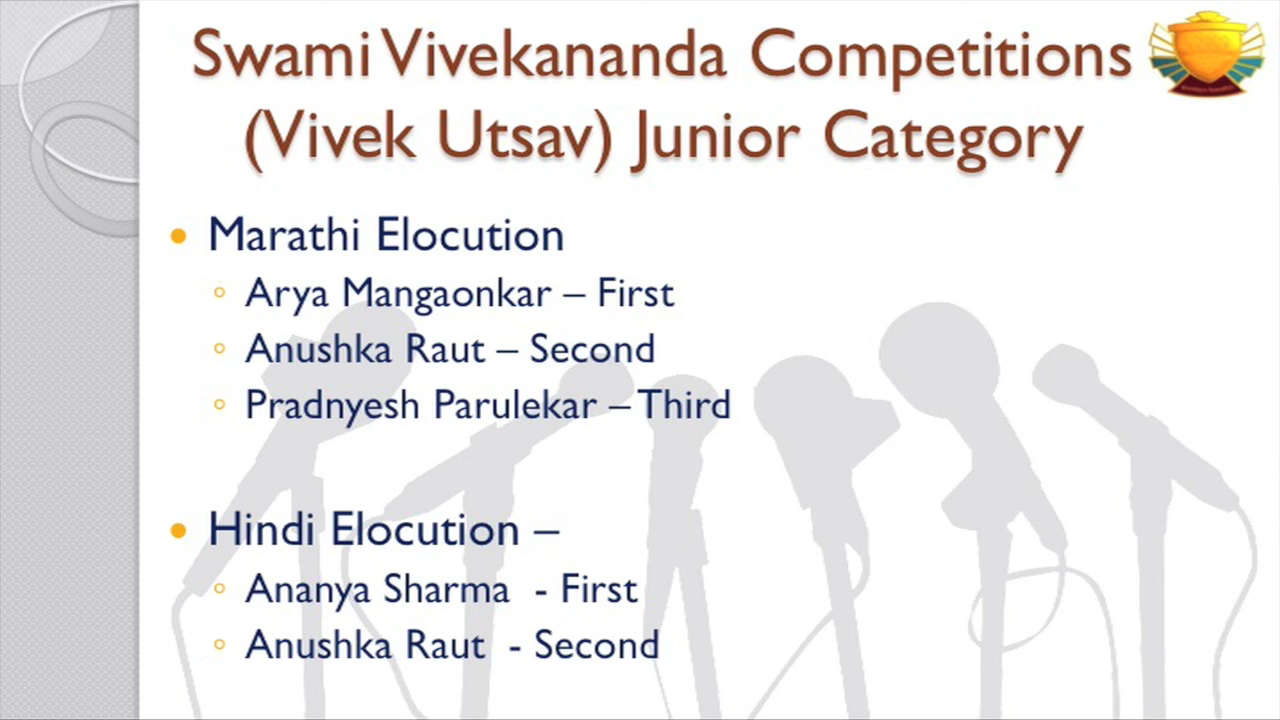 Swami Vivekananda Competitions
(Vivek Utsav) Junior Category
Marathi Elocution
Arya Mangaonkar – First
Anushka Raut – Second
Pradnyesh Parulekar – Third
Hindi Elocution –
Ananya Sharma - First
Anushka Raut - Second